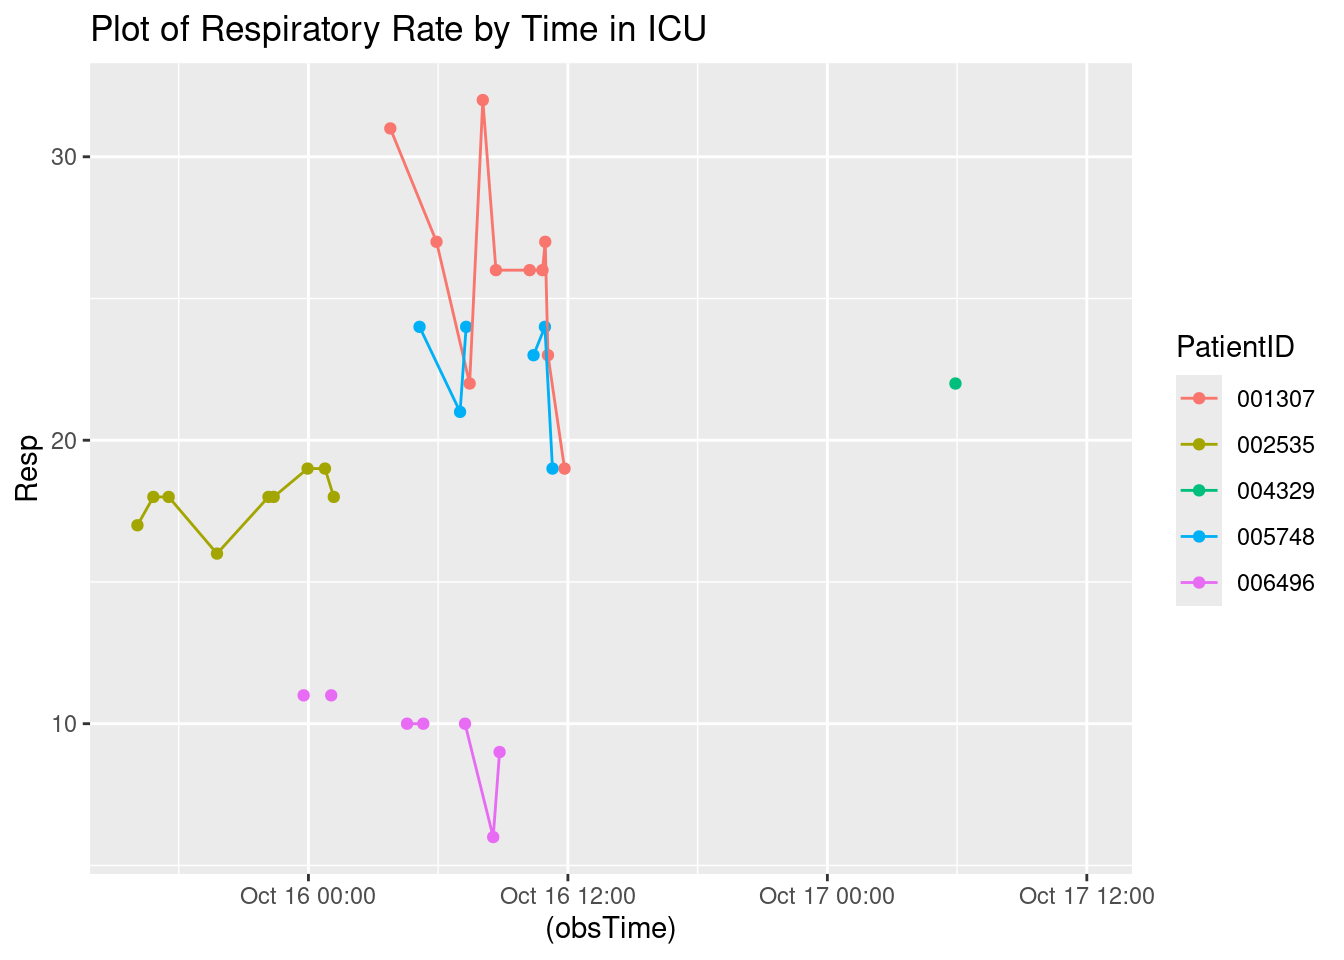 Plot of Respiratory Rate by Time in ICU
30
20
10
Resp
Oct 16 00:00
Oct 16 12:00
Oct 17 00:00
Oct 17 12:00
(obsTime)
PatientID
001307
002535
004329
005748
006496